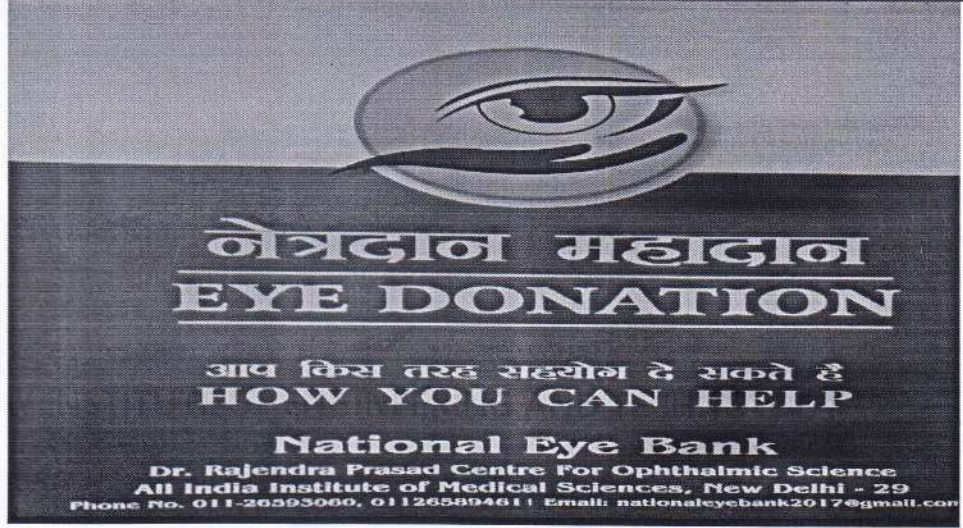 नेत्रदान महादान
EYE DONATION
आप किस तरह सहयोग दे सकते है
HOW YOU CAN HELP
National Eye Bank
Dr. Rajendra Prasad Centre For Ophthalmic Science
All India Institute of Medical Sciences, New Delhi - 29
Phone No. 011-26593060, 01126589461 Email: nationaleyebank2017@gmail.com